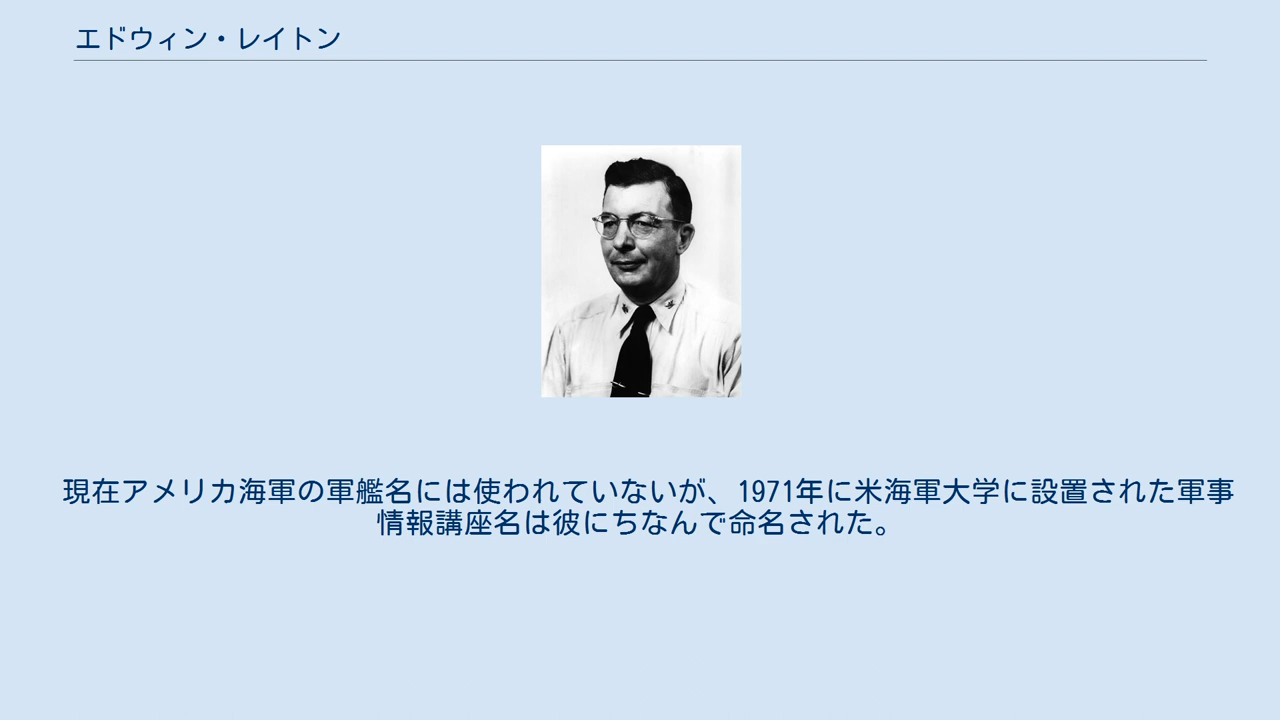 エドウィン・レイトン
現在アメリカ海軍の軍艦名には使われていないが、1971年に米海軍大学に設置された軍事
情報講座名は彼にちなんで命名された。